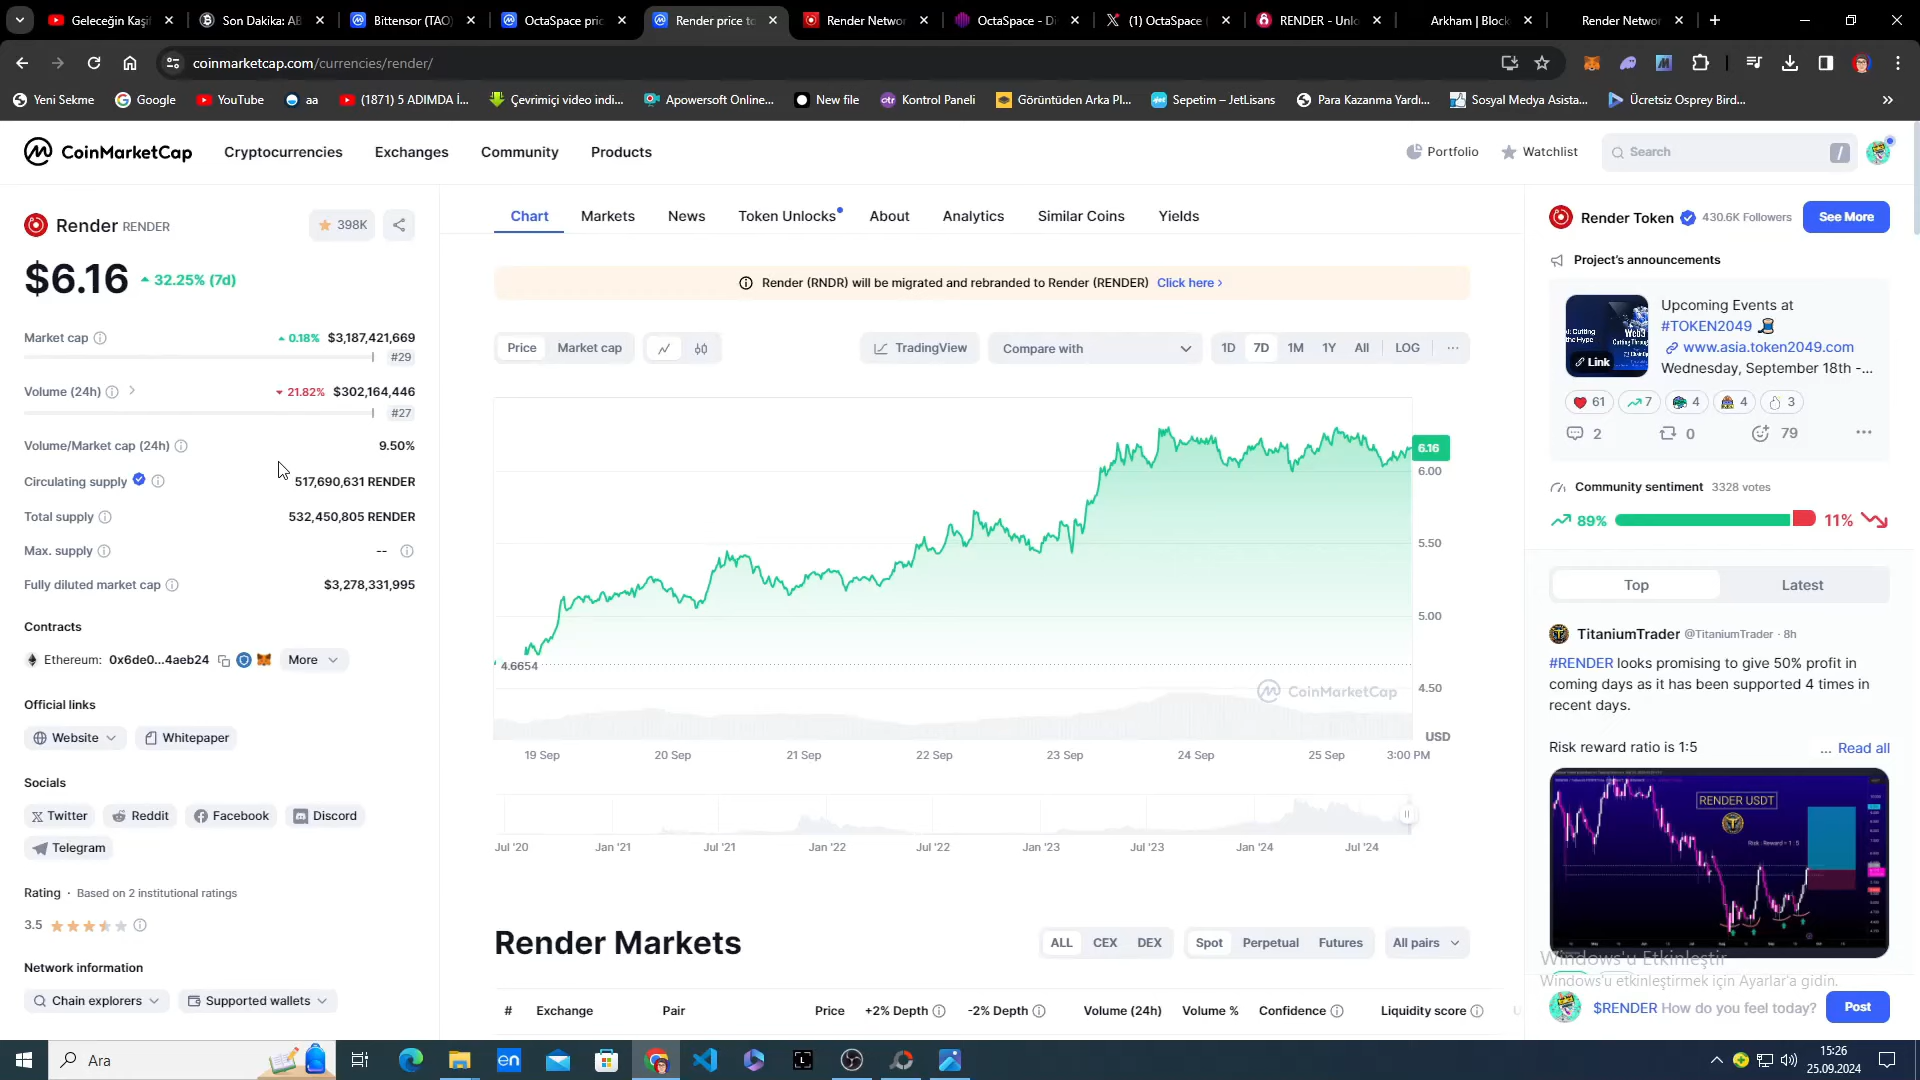 Geleceğin Kaşif
Son Dakika: AB
Bittensor (TAO)
OctaSpace pric
Render price to
Render Networ
OctaSpace - Di
(1) OctaSpace (
RENDER - Unlo
Arkham | Block
Render Networ
coinmarketcap.com/currencies/render/
Yeni Sekme
Google
YouTube
aa
(1871) 5 ADIMDA İ...
Çevrimiçi video indi...
Apowersoft Online...
New file
Kontrol Paneli
Görüntüden Arka Pl...
Sepetim – JetLisans
Para Kazanma Yardı...
Sosyal Medya Asista...
Ücretsiz Osprey Bird...
CoinMarketCap
Cryptocurrencies
Exchanges
Community
Products
Portfolio
Watchlist
Search
/
Render RENDER
398K
$6.16 32.25% (7d)
Market cap 0.18% $3,187,421,669
#29
Volume (24h) 21.82% $302,164,446
#27
Volume/Market cap (24h) 9.50%
Circulating supply 517,690,631 RENDER
Total supply 532,450,805 RENDER
Max. supply --
Fully diluted market cap $3,278,331,995
Contracts
Ethereum: 0x6de0...4aeb24 More
Official links
Website Whitepaper
Socials
Twitter Reddit Facebook Discord
Telegram
Rating · Based on 2 institutional ratings
3.5
Network information
Chain explorers Supported wallets
Chart Markets News Token Unlocks About Analytics Similar Coins Yields
Render (RNDR) will be migrated and rebranded to Render (RENDER) Click here
Price Market cap TradingView Compare with 1D 7D 1M 1Y All LOG ...
6.16
6.00
5.50
5.00
4.6654
4.50
CoinMarketCap
USD
19 Sep 20 Sep 21 Sep 22 Sep 23 Sep 24 Sep 25 Sep 3:00 PM
Jul '20 Jan '21 Jul '21 Jan '22 Jul '22 Jan '23 Jul '23 Jan '24 Jul '24
Render Markets
ALL CEX DEX Spot Perpetual Futures All pairs
# Exchange Pair Price +2% Depth -2% Depth Volume (24h) Volume % Confidence Liquidity score
Render Token 430.6K Followers See More
Project's announcements
Upcoming Events at
#TOKEN2049
www.asia.token2049.com
Wednesday, September 18th -...
Link
61 7 4 4 3
2 0 79
Community sentiment 3328 votes
89% 11%
Top Latest
TitaniumTrader @TitaniumTrader · 8h
#RENDER looks promising to give 50% profit in
coming days as it has been supported 4 times in
recent days.
Risk reward ratio is 1:5 ... Read all
RENDER USDT
Risk : Reward = 1 : 5
Windows'u Etkinleştir
Windows'u etkinleştirmek için Ayarlar'a gidin.
$RENDER How do you feel today? Post
Ara
en
15:26
25.09.2024